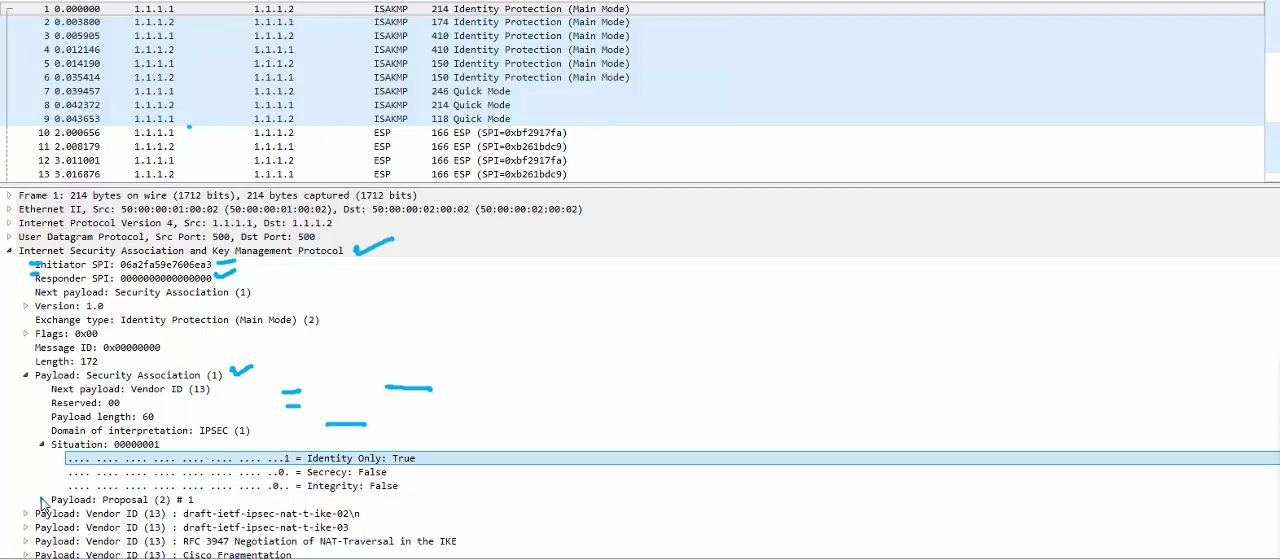 1 0.000000 1.1.1.1 1.1.1.2 ISAKMP 214 Identity Protection (Main Mode)
2 0.003800 1.1.1.2 1.1.1.1 ISAKMP 174 Identity Protection (Main Mode)
3 0.005905 1.1.1.1 1.1.1.2 ISAKMP 410 Identity Protection (Main Mode)
4 0.012146 1.1.1.2 1.1.1.1 ISAKMP 410 Identity Protection (Main Mode)
5 0.014190 1.1.1.1 1.1.1.2 ISAKMP 150 Identity Protection (Main Mode)
6 0.035414 1.1.1.2 1.1.1.1 ISAKMP 150 Identity Protection (Main Mode)
7 0.039457 1.1.1.1 1.1.1.2 ISAKMP 246 Quick Mode
8 0.042372 1.1.1.2 1.1.1.1 ISAKMP 214 Quick Mode
9 0.043653 1.1.1.1 1.1.1.2 ISAKMP 118 Quick Mode
10 2.000656 1.1.1.1 1.1.1.2 ESP 166 ESP (SPI=0xbf2917fa)
11 2.008179 1.1.1.2 1.1.1.1 ESP 166 ESP (SPI=0xb261bdc9)
12 3.011001 1.1.1.1 1.1.1.2 ESP 166 ESP (SPI=0xbf2917fa)
13 3.016876 1.1.1.2 1.1.1.1 ESP 166 ESP (SPI=0xb261bdc9)
Frame 1: 214 bytes on wire (1712 bits), 214 bytes captured (1712 bits)
Ethernet II, Src: 50:00:00:01:00:02 (50:00:00:01:00:02), Dst: 50:00:00:02:00:02 (50:00:00:02:00:02)
Internet Protocol Version 4, Src: 1.1.1.1, Dst: 1.1.1.2
User Datagram Protocol, Src Port: 500, Dst Port: 500
Internet Security Association and Key Management Protocol
Initiator SPI: 06a2fa59e7606ea3
Responder SPI: 0000000000000000
Next payload: Security Association (1)
Version: 1.0
Exchange type: Identity Protection (Main Mode) (2)
Flags: 0x00
Message ID: 0x00000000
Length: 172
Payload: Security Association (1)
Next payload: Vendor ID (13)
Reserved: 00
Payload length: 60
Domain of interpretation: IPSEC (1)
Situation: 00000001
.... .... .... .... .... .... .... ...1 = Identity Only: True
.... .... .... .... .... .... .... ..0. = Secrecy: False
.... .... .... .... .... .... .... .0.. = Integrity: False
Payload: Proposal (2) # 1
Payload: Vendor ID (13) : draft-ietf-ipsec-nat-t-ike-02\n
Payload: Vendor ID (13) : draft-ietf-ipsec-nat-t-ike-03
Payload: Vendor ID (13) : RFC 3947 Negotiation of NAT-Traversal in the IKE
Payload: Vendor ID (13) : Cisco Fragmentation